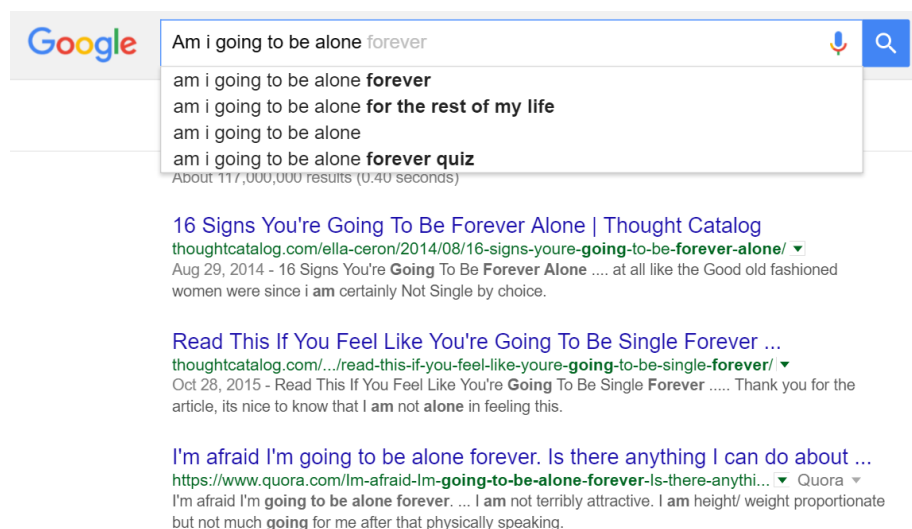 Google
Am i going to be alone forever
am i going to be alone forever
am i going to be alone for the rest of my life
am i going to be alone
am i going to be alone forever quiz
About 117,000,000 results (0.40 seconds)
16 Signs You're Going To Be Forever Alone | Thought Catalog
thoughtcatalog.com/ella-ceron/2014/08/16-signs-youre-going-to-be-forever-alone/
Aug 29, 2014 - 16 Signs You're Going To Be Forever Alone .... at all like the Good old fashioned
women were since i am certainly Not Single by choice.
Read This If You Feel Like You're Going To Be Single Forever ...
thoughtcatalog.com/.../read-this-if-you-feel-like-youre-going-to-be-single-forever/
Oct 28, 2015 - Read This If You Feel Like You're Going To Be Single Forever ..... Thank you for the
article, its nice to know that I am not alone in feeling this.
I'm afraid I'm going to be alone forever. Is there anything I can do about ...
https://www.quora.com/Im-afraid-Im-going-to-be-alone-forever-Is-there-anythi... Quora
I'm afraid I'm going to be alone forever. ... I am not terribly attractive. I am height/ weight proportionate
but not much going for me after that physically speaking.